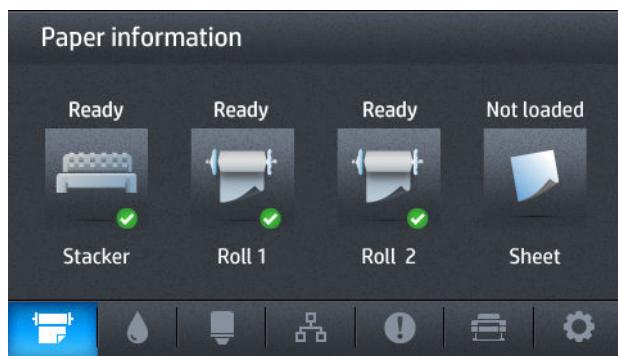 Paper information
Ready Ready Ready Not loaded
Stacker Roll 1 Roll 2 Sheet